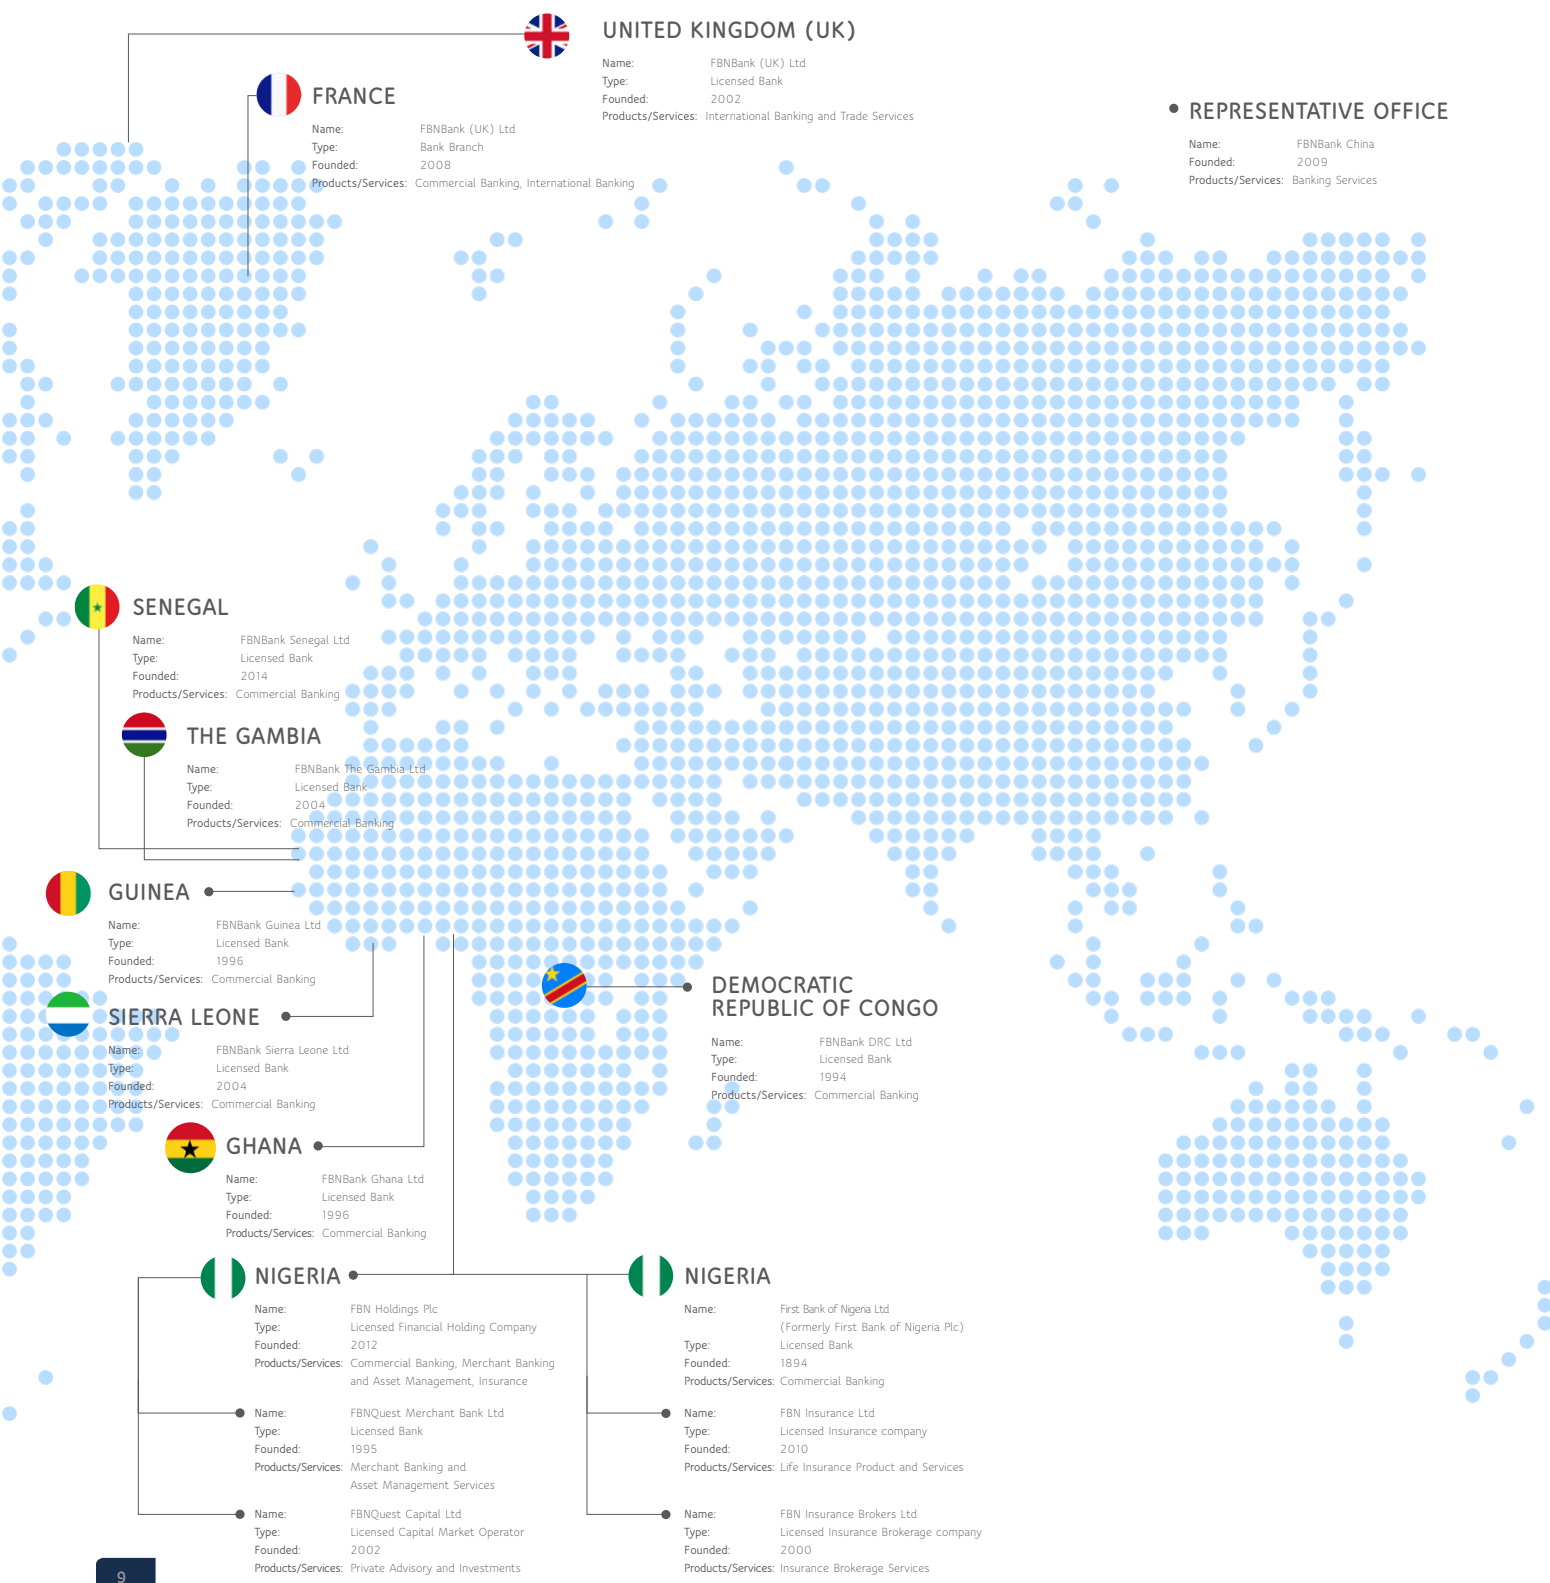 UNITED KINGDOM (UK)
Name: FBNBank (UK) Ltd
Type: Licensed Bank
Founded: 2002
Products/Services: International Banking and Trade Services
FRANCE
Name: FBNBank (UK) Ltd
Type: Bank Branch
Founded: 2008
Products/Services: Commercial Banking, International Banking
REPRESENTATIVE OFFICE
Name: FBNBank China
Founded: 2009
Products/Services: Banking Services
SENEGAL
Name: FBNBank Senegal Ltd
Type: Licensed Bank
Founded: 2014
Products/Services: Commercial Banking
THE GAMBIA
Name: FBNBank The Gambia Ltd
Type: Licensed Bank
Founded: 2004
Products/Services: Commercial Banking
GUINEA
Name: FBNBank Guinea Ltd
Type: Licensed Bank
Founded: 1996
Products/Services: Commercial Banking
SIERRA LEONE
Name: FBNBank Sierra Leone Ltd
Type: Licensed Bank
Founded: 2004
Products/Services: Commercial Banking
DEMOCRATIC
REPUBLIC OF CONGO
Name: FBNBank DRC Ltd
Type: Licensed Bank
Founded: 1994
Products/Services: Commercial Banking
GHANA
Name: FBNBank Ghana Ltd
Type: Licensed Bank
Founded: 1996
Products/Services: Commercial Banking
NIGERIA
Name: FBN Holdings Plc
Type: Licensed Financial Holding Company
Founded: 2012
Products/Services: Commercial Banking, Merchant Banking
and Asset Management, Insurance
Name: FBNQuest Merchant Bank Ltd
Type: Licensed Bank
Founded: 1995
Products/Services: Merchant Banking and
Asset Management Services
Name: FBNQuest Capital Ltd
Type: Licensed Capital Market Operator
Founded: 2002
Products/Services: Private Advisory and Investments
NIGERIA
Name: First Bank of Nigeria Ltd
(Formerly First Bank of Nigeria Plc)
Type: Licensed Bank
Founded: 1894
Products/Services: Commercial Banking
Name: FBN Insurance Ltd
Type: Licensed Insurance company
Founded: 2010
Products/Services: Life Insurance Product and Services
Name: FBN Insurance Brokers Ltd
Type: Licensed Insurance Brokerage company
Founded: 2000
Products/Services: Insurance Brokerage Services
9